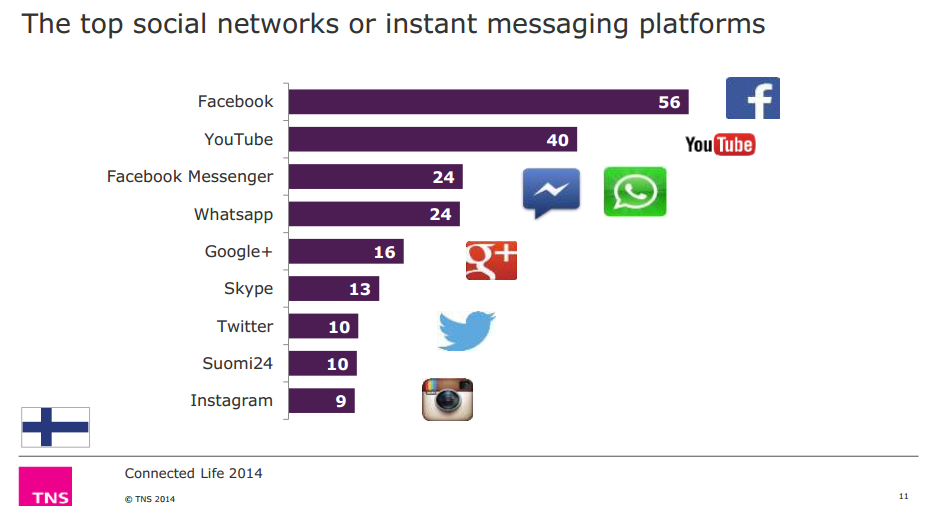 The top social networks or instant messaging platforms
Facebook 56
YouTube 40
YouTube
Facebook Messenger 24
Whatsapp 24
Google+ 16
g+
Skype 13
Twitter 10
Suomi24 10
Instagram 9
Connected Life 2014
TNS
© TNS 2014
11